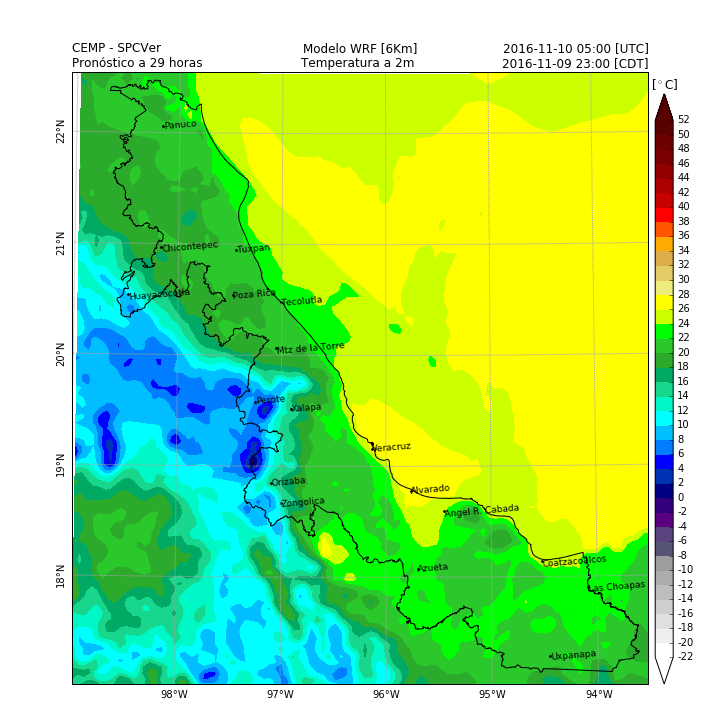 CEMP - SPCVer Modelo WRF [6Km] 2016-11-10 05:00 [UTC]
Pronóstico a 29 horas Temperatura a 2m 2016-11-09 23:00 [CDT]
[°C]
52
50
48
46
44
42
40
38
36
34
32
30
28
26
24
22
20
18
16
14
12
10
8
6
4
2
0
-2
-4
-6
-8
-10
-12
-14
-16
-18
-20
-22
22°N
21°N
20°N
19°N
18°N
Panuco
Chicontepec
Tuxpan
Huayacocotla
Poza Rica
Tecolutla
Mtz de la Torre
Perote
Xalapa
Veracruz
Orizaba
Alvarado
Zongolica
Angel R. Cabada
Azueta
Coatzacoalcos
Las Choapas
Uxpanapa
98°W 97°W 96°W 95°W 94°W